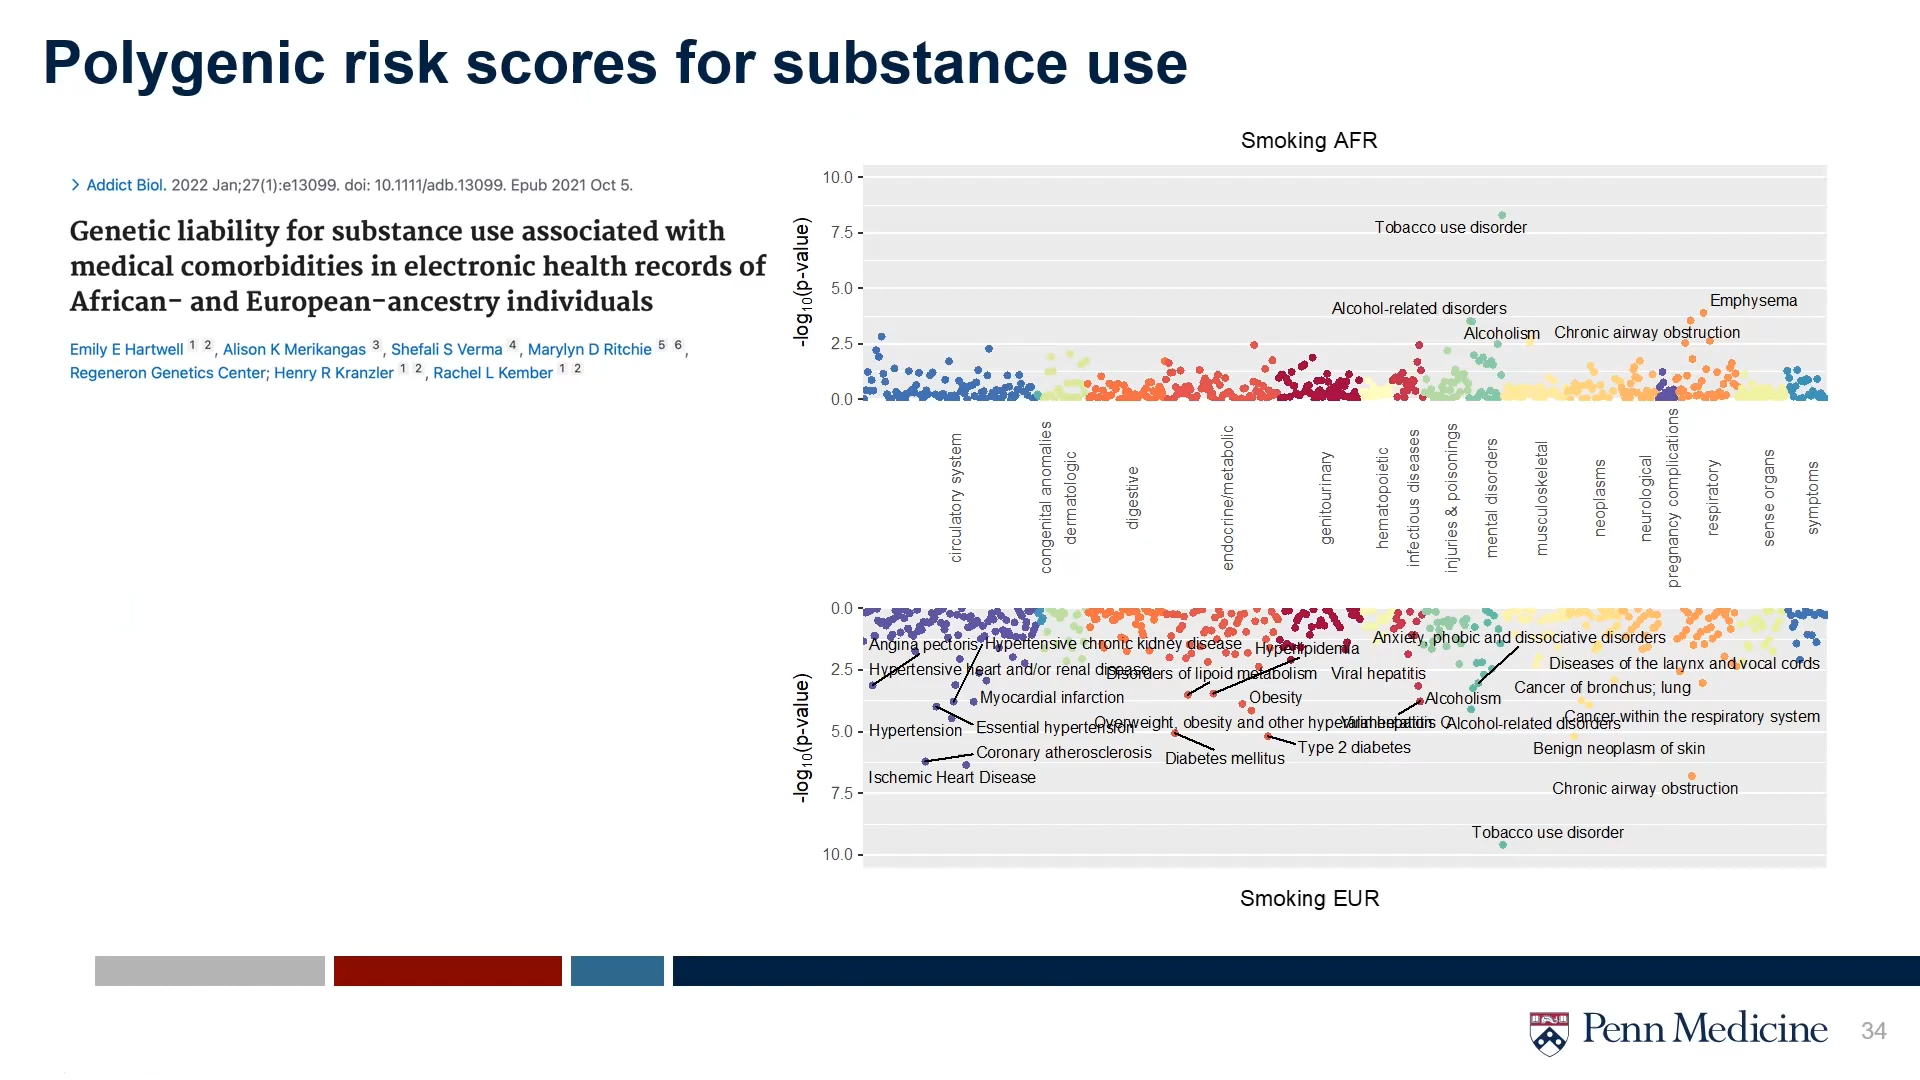 Polygenic risk scores for substance use
> Addict Biol. 2022 Jan;27(1):e13099. doi: 10.1111/adb.13099. Epub 2021 Oct 5.
Genetic liability for substance use associated with
medical comorbidities in electronic health records of
African- and European-ancestry individuals
Emily E Hartwell 1 2, Alison K Merikangas 3, Shefali S Verma 4, Marylyn D Ritchie 5 6,
Regeneron Genetics Center; Henry R Kranzler 1 2, Rachel L Kember 1 2
Smoking AFR
-log10(p-value)
10.0
7.5
5.0
2.5
0.0
Tobacco use disorder
Emphysema
Alcohol-related disorders
Alcoholism
Chronic airway obstruction
circulatory system
congenital anomalies
dermatologic
digestive
endocrine/metabolic
genitourinary
hematopoietic
infectious diseases
injuries & poisonings
mental disorders
musculoskeletal
neoplasms
neurological
pregnancy complications
respiratory
sense organs
symptoms
-log10(p-value)
0.0
2.5
5.0
7.5
10.0
Anxiety, phobic and dissociative disorders
Angina pectoris
Hypertensive chronic kidney disease
Hyperlipidemia
Diseases of the larynx and vocal cords
Hypertensive heart and/or renal disease
Disorders of lipoid metabolism
Viral hepatitis
Cancer of bronchus; lung
Myocardial infarction
Obesity
Alcoholism
Cancer within the respiratory system
Hypertension
Essential hypertension
Overweight, obesity and other hyperalimentation
Viral hepatitis C
Alcohol-related disorders
Type 2 diabetes
Benign neoplasm of skin
Coronary atherosclerosis
Diabetes mellitus
Ischemic Heart Disease
Chronic airway obstruction
Tobacco use disorder
Smoking EUR
Penn Medicine
34